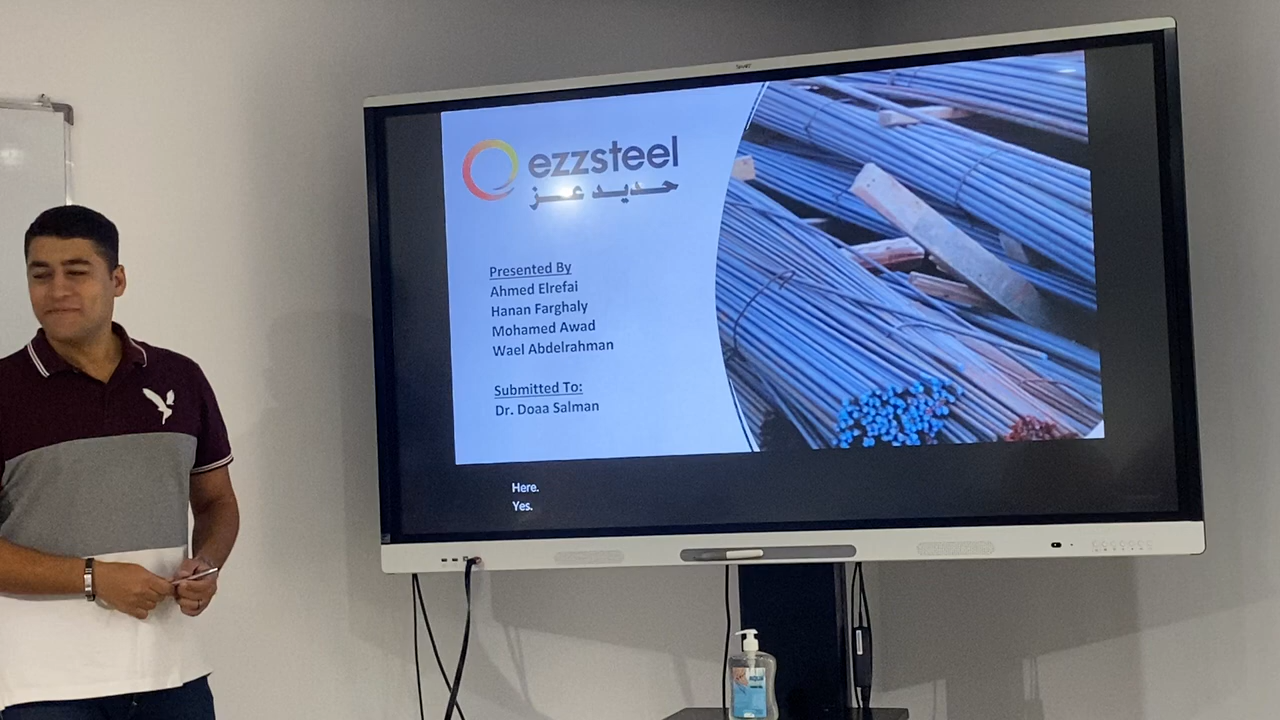 SMART
ezzsteel
حديد عز
Presented By
Ahmed Elrefai
Hanan Farghaly
Mohamed Awad
Wael Abdelrahman
Submitted To:
Dr. Doaa Salman
Here.
Yes.